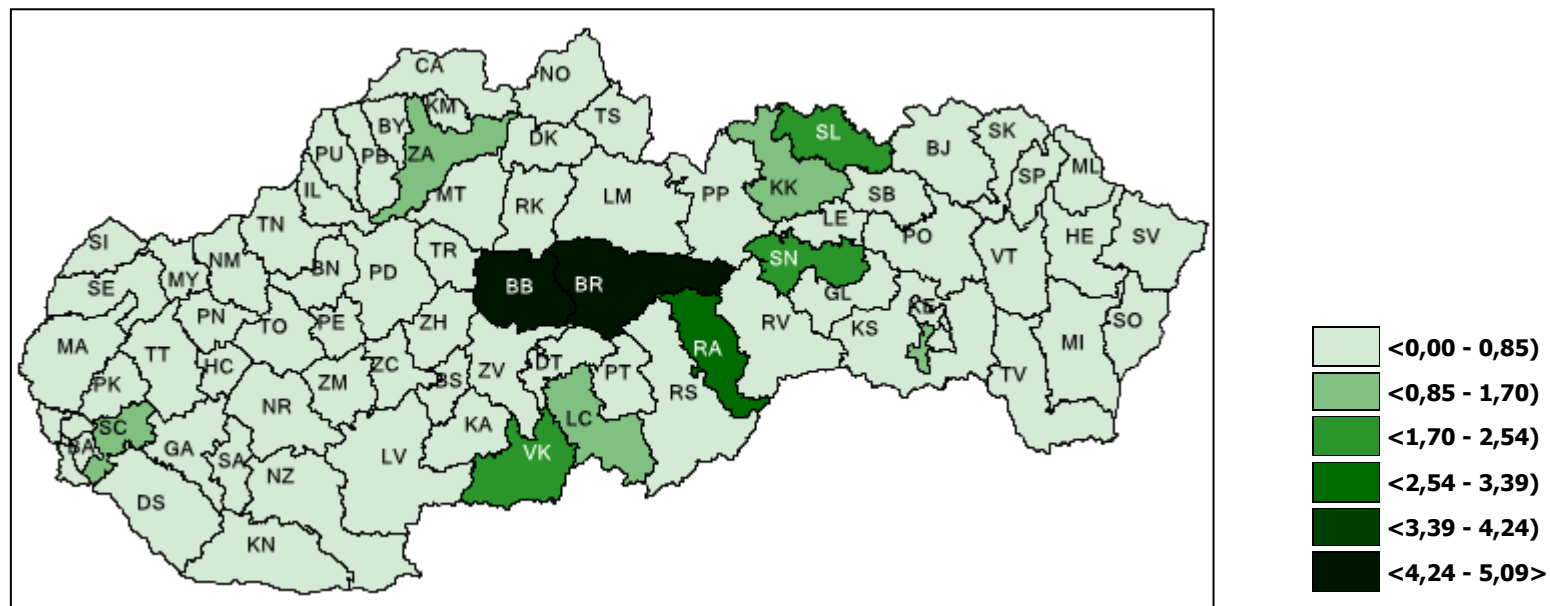 CA
NO
KM
TS
BY
DK
SL
SK
PU
PB
ZA
BJ
ML
SP
IL
MT
RK
LM
PP
KK
SB
TN
LE
PO
HE
SV
SI
TR
VT
NM
BN
PD
SN
MY
SE
BB
BR
GL
KE
PN
TO
PE
ZH
RV
KS
SO
MA
TT
HC
ZC
RA
MI
PK
ZM
BS
ZV
DT
PT
TV
NR
RS
SC
LC
KA
BA
GA
SA
LV
VK
NZ
DS
KN
<0,00 - 0,85)
<0,85 - 1,70)
<1,70 - 2,54)
<2,54 - 3,39)
<3,39 - 4,24)
<4,24 - 5,09>